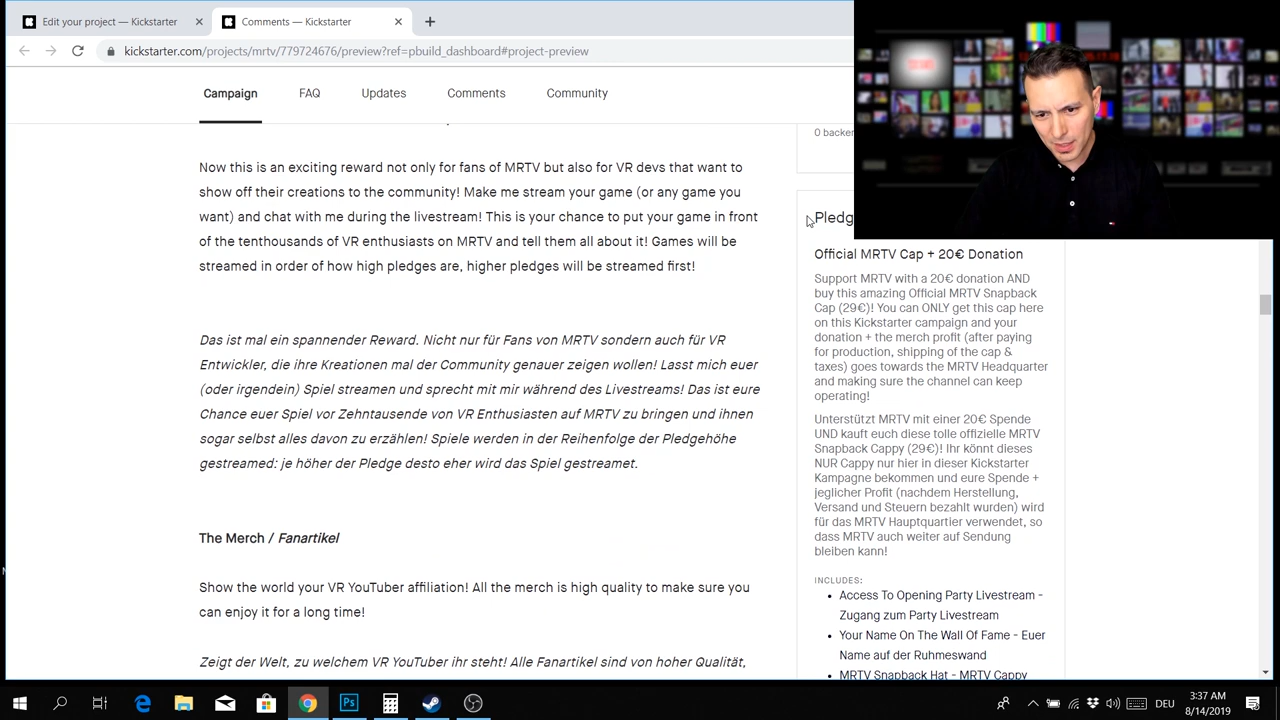 Edit your project — Kickstarter
Comments — Kickstarter
kickstarter.com/projects/mrtv/779724676/preview?ref=pbuild_dashboard#project-preview
Campaign
FAQ
Updates
Comments
Community
0 backer
Now this is an exciting reward not only for fans of MRTV but also for VR devs that want to
show off their creations to the community! Make me stream your game (or any game you
want) and chat with me during the livestream! This is your chance to put your game in front
of the tenthousands of VR enthusiasts on MRTV and tell them all about it! Games will be
streamed in order of how high pledges are, higher pledges will be streamed first!
Das ist mal ein spannender Reward. Nicht nur für Fans von MRTV sondern auch für VR
Entwickler, die ihre Kreationen mal der Community genauer zeigen wollen! Lasst mich euer
(oder irgendein) Spiel streamen und sprecht mit mir während des Livestreams! Das ist eure
Chance euer Spiel vor Zehntausende von VR Enthusiasten auf MRTV zu bringen und ihnen
sogar selbst alles davon zu erzählen! Spiele werden in der Reihenfolge der Pledgehöhe
gestreamed: je höher der Pledge desto eher wird das Spiel gestreamet.
The Merch / Fanartikel
Show the world your VR YouTuber affiliation! All the merch is high quality to make sure you
can enjoy it for a long time!
Zeigt der Welt, zu welchem VR YouTuber ihr steht! Alle Fanartikel sind von hoher Qualität,
Pledg
Official MRTV Cap + 20€ Donation
Support MRTV with a 20€ donation AND
buy this amazing Official MRTV Snapback
Cap (29€)! You can ONLY get this cap here
on this Kickstarter campaign and your
donation + the merch profit (after paying
for production, shipping of the cap &
taxes) goes towards the MRTV Headquarter
and making sure the channel can keep
operating!
Unterstützt MRTV mit einer 20€ Spende
UND kauft euch diese tolle offizielle MRTV
Snapback Cappy (29€)! Ihr könnt dieses
NUR Cappy nur hier in dieser Kickstarter
Kampagne bekommen und eure Spende +
jeglicher Profit (nachdem Herstellung,
Versand und Steuern bezahlt wurden) wird
für das MRTV Hauptquartier verwendet, so
dass MRTV auch weiter auf Sendung
bleiben kann!
INCLUDES:
Access To Opening Party Livestream -
Zugang zum Party Livestream
Your Name On The Wall Of Fame - Euer
Name auf der Ruhmeswand
MRTV Snapback Hat - MRTV Cappy
DEU
3:37 AM
8/14/2019